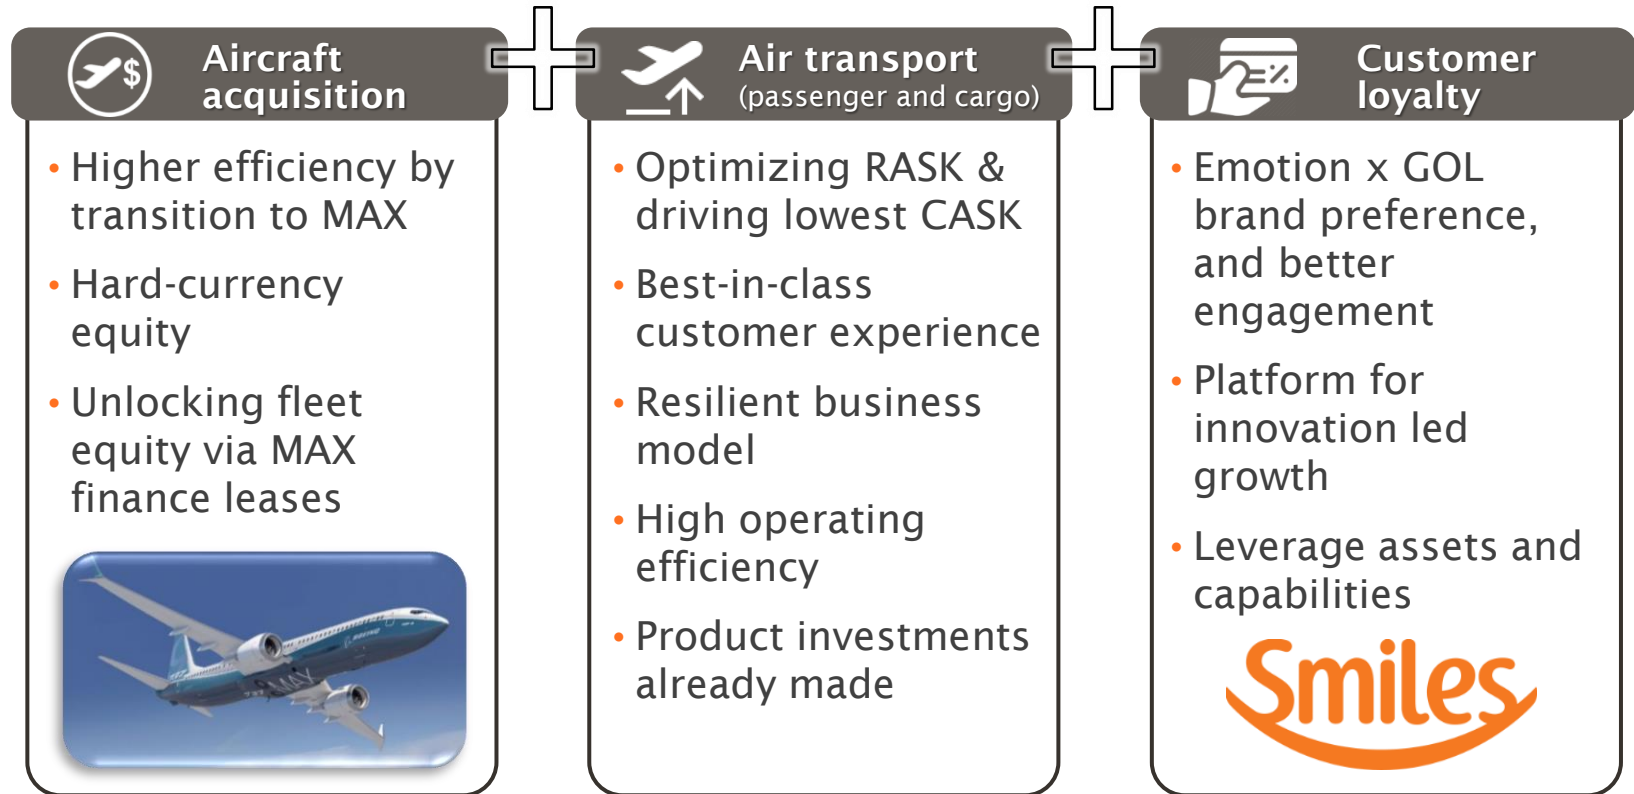 Aircraft
acquisition
• Higher efficiency by
transition to MAX
• Hard-currency
equity
• Unlocking fleet
equity via MAX
finance leases
BOEING
MAX
Air transport
(passenger and cargo)
• Optimizing RASK &
driving lowest CASK
• Best-in-class
customer experience
• Resilient business
model
• High operating
efficiency
• Product investments
already made
Customer
loyalty
• Emotion x GOL
brand preference,
and better
engagement
• Platform for
innovation led
growth
• Leverage assets and
capabilities
Smiles